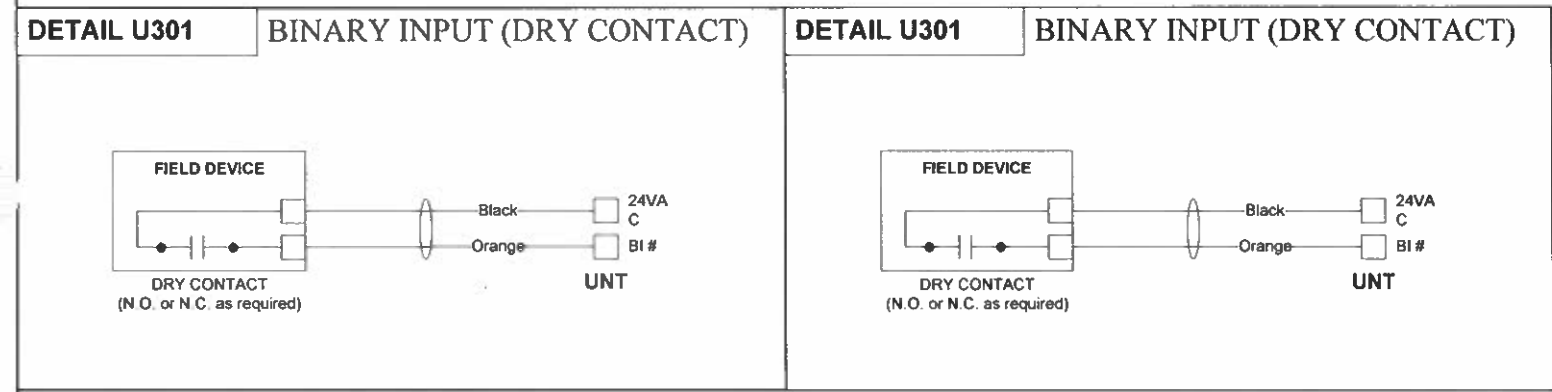 DETAIL U301
BINARY INPUT (DRY CONTACT)
FIELD DEVICE
Black
24VA
C
Orange
BI #
DRY CONTACT
(N.O. or N.C. as required)
UNT
DETAIL U301
BINARY INPUT (DRY CONTACT)
FIELD DEVICE
Black
24VA
C
Orange
BI #
DRY CONTACT
(N.O. or N.C. as required)
UNT